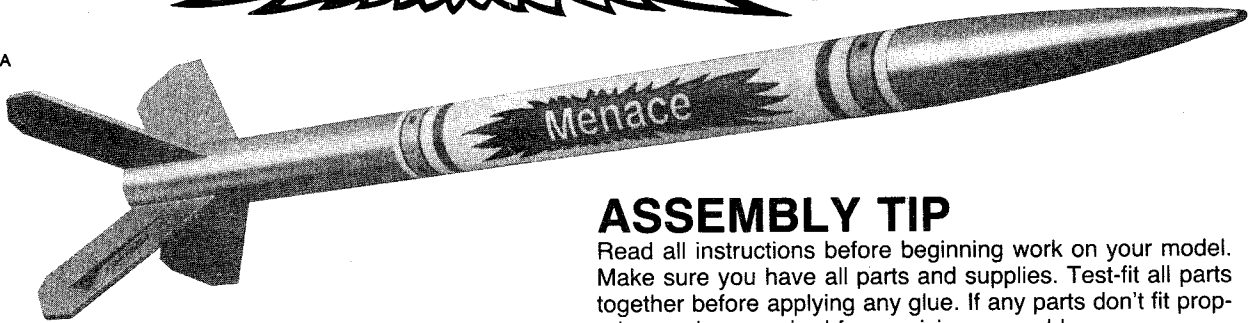 A
Menace
ASSEMBLY TIP
Read all instructions before beginning work on your model.
Make sure you have all parts and supplies. Test-fit all parts
together before applying any glue. If any parts don't fit prop-